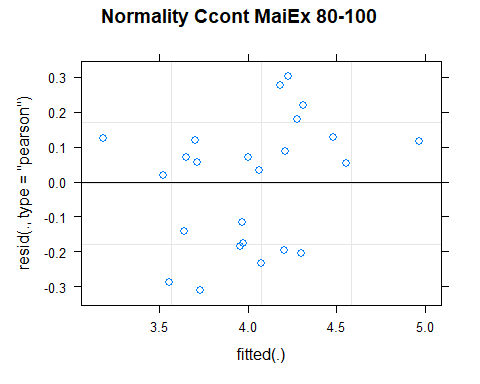 Normality Ccont MaiEx 80-100
resid(., type = "pearson")
0.3
0.2
0.1
0.0
-0.1
-0.2
-0.3
3.5 4.0 4.5 5.0
fitted(.)